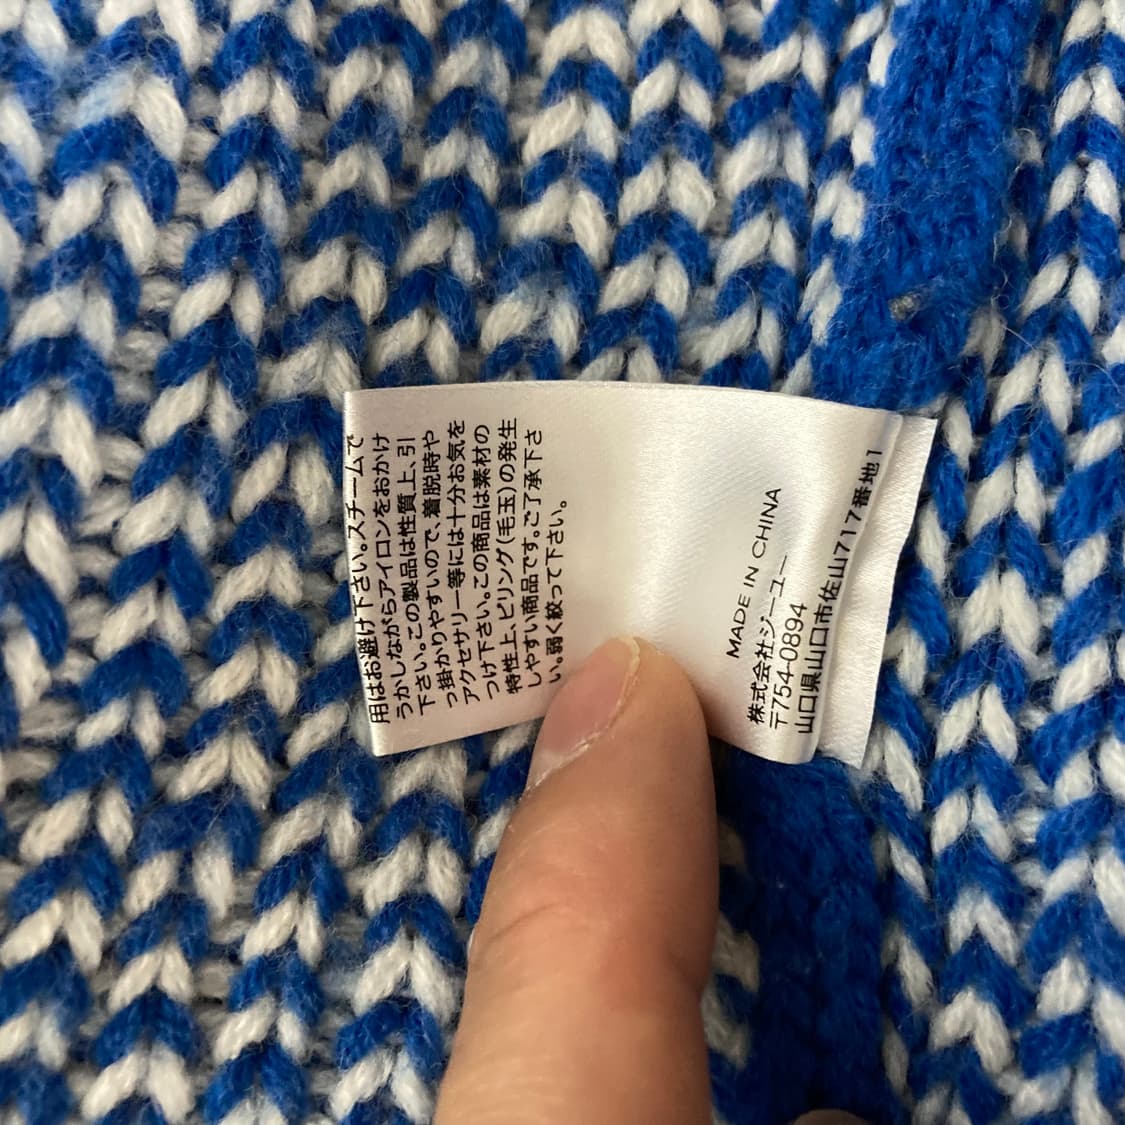 用はお避け下さい。スチームで
うかしながらアイロンをおかけ
下さい。この製品は性質上、引
っ掛かりやすいので、着脱時や
アクセサリー等には十分お気を
つけ下さい。この商品は素材の
特性上、ピリング(毛玉)の発生
しやすい商品です。ご了承下さ
い。弱く絞って下さい。
MADE IN CHINA
株式会社ジーユー
〒754-0894
山口県山口市佐山717番地1